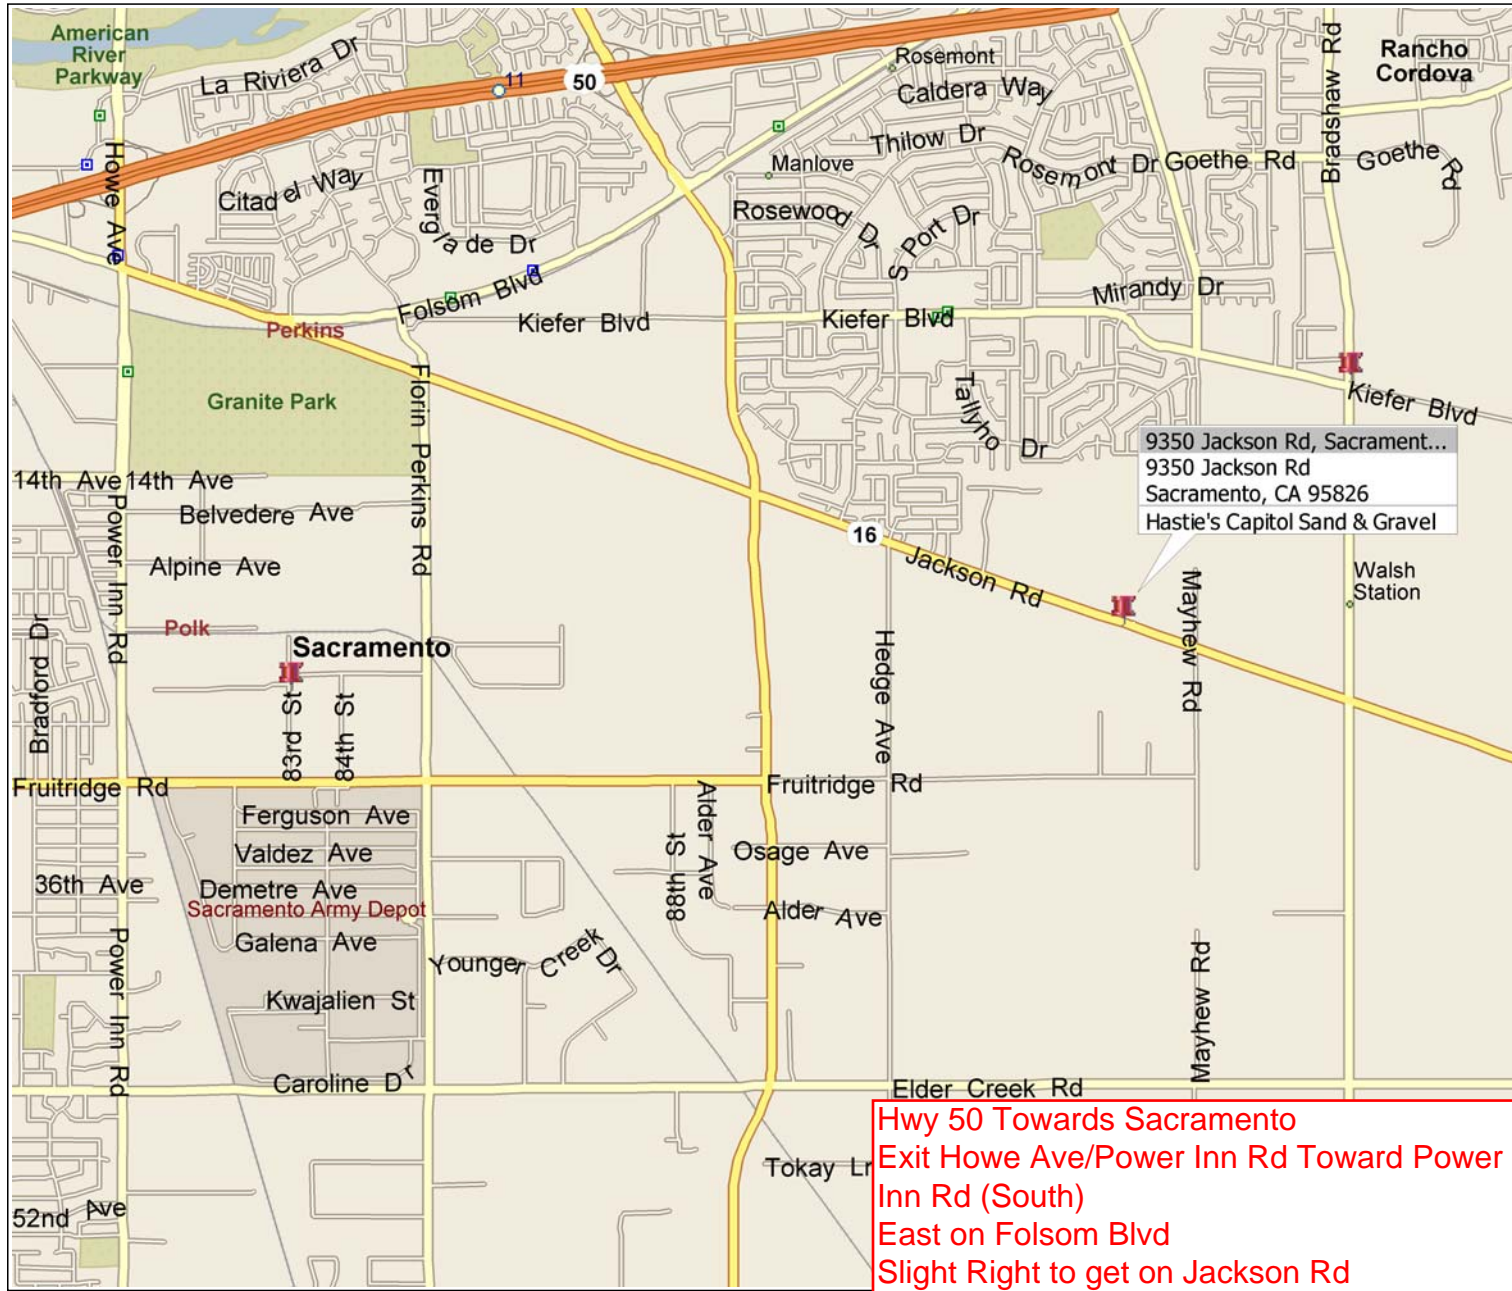 American
River
Parkway
La Riviera Dr
11
50
Rosemont
Caldera Way
Bradshaw Rd
Rancho
Cordova
Howe Ave
Citadel Way
Everglade Dr
Manlove
Thilow Dr
Rosemont Dr
Goethe Rd
Goethe Rd
Rosewood Dr
S Port Dr
Folsom Blvd
Mirandy Dr
Perkins
Kiefer Blvd
Kiefer Blvd
Granite Park
Florin Perkins Rd
Tallyho Dr
Kiefer Blvd
9350 Jackson Rd, Sacrament...
9350 Jackson Rd
Sacramento, CA 95826
Hastie's Capitol Sand & Gravel
14th Ave
14th Ave
Power Inn Rd
Belvedere Ave
16
Jackson Rd
Alpine Ave
Mayhew Rd
Walsh
Station
Bradford Dr
Polk
Sacramento
Hedge Ave
83rd St
84th St
Fruitridge Rd
Fruitridge Rd
Ferguson Ave
Alder Ave
88th St
Valdez Ave
Osage Ave
36th Ave
Demetre Ave
Sacramento Army Depot
Alder Ave
Power Inn Rd
Galena Ave
Younger Creek Dr
Mayhew Rd
Kwajalien St
Caroline Dr
Elder Creek Rd
Tokay Ln
52nd Ave
Hwy 50 Towards Sacramento
Exit Howe Ave/Power Inn Rd Toward Power
Inn Rd (South)
East on Folsom Blvd
Slight Right to get on Jackson Rd